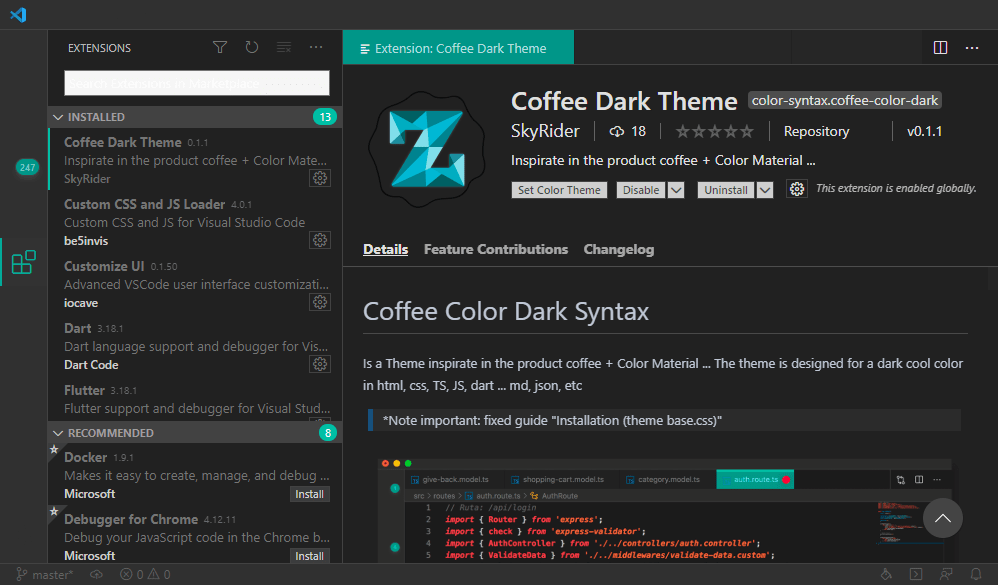 EXTENSIONS
Search Extensions in Marketplace
INSTALLED 13
247
Coffee Dark Theme 0.1.1
Inspirate in the product coffee + Color Mate...
SkyRider
Custom CSS and JS Loader 4.0.1
Custom CSS and JS for Visual Studio Code
be5invis
Customize UI 0.1.50
Advanced VSCode user interface customizati...
iocave
Dart 3.18.1
Dart language support and debugger for Vis...
Dart Code
Flutter 3.18.1
Flutter support and debugger for Visual Stud...
RECOMMENDED 8
Docker 1.9.1
Makes it easy to create, manage, and debug ...
Microsoft Install
Debugger for Chrome 4.12.11
Debug your JavaScript code in the Chrome b...
Microsoft Install
Extension: Coffee Dark Theme
Coffee Dark Theme color-syntax.coffee-color-dark
SkyRider 18 Repository v0.1.1
Inspirate in the product coffee + Color Material ...
Set Color Theme Disable Uninstall This extension is enabled globally.
Details Feature Contributions Changelog
Coffee Color Dark Syntax
Is a Theme inspirate in the product coffee + Color Material ... The theme is designed for a dark cool color
in html, css, TS, JS, dart ... md, json, etc
*Note important: fixed guide "Installation (theme base.css)"
give-back.model.ts shopping-cart.model.ts category.model.ts auth.route.ts
src > routes > auth.route.ts > AuthRoute
1 // Ruta: /api/login
2 import { Router } from 'express';
3 import { check } from 'express-validator';
4 import { AuthController } from './../controllers/auth.controller';
5 import { ValidateData } from './../middlewares/validate-data.custom';
master* 0 0